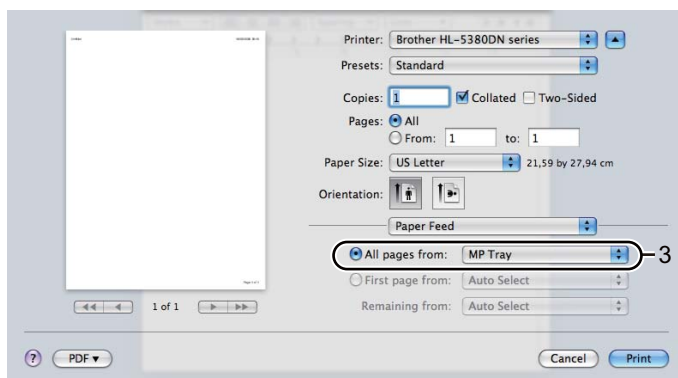 Printer: Brother HL-5380DN series
Presets: Standard
Copies: 1 Collated Two-Sided
Pages: All
From: 1 to: 1
Paper Size: US Letter 21,59 by 27,94 cm
Orientation:
Paper Feed
All pages from: MP Tray 3
First page from: Auto Select
1 of 1 Remaining from: Auto Select
? PDF Cancel Print